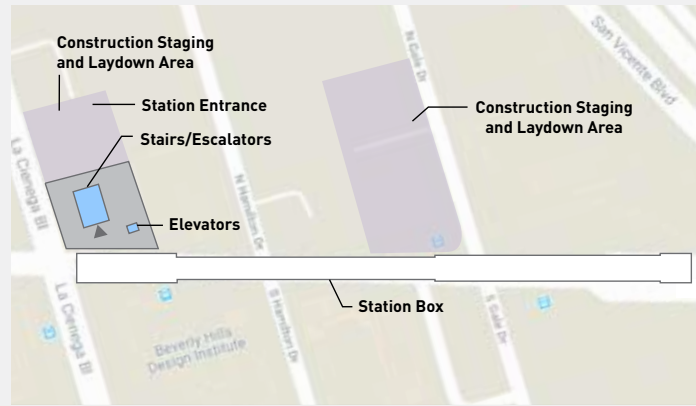 Construction Staging
and Laydown Area
Station Entrance
Stairs/Escalators
Elevators
Construction Staging
and Laydown Area
Station Box
La Cienega Bl
La Cienega Bl
N Hamilton Dr
S Hamilton Dr
N Gale Dr
S Gale Dr
San Vicente Blvd
Beverly Hills
Design Institute